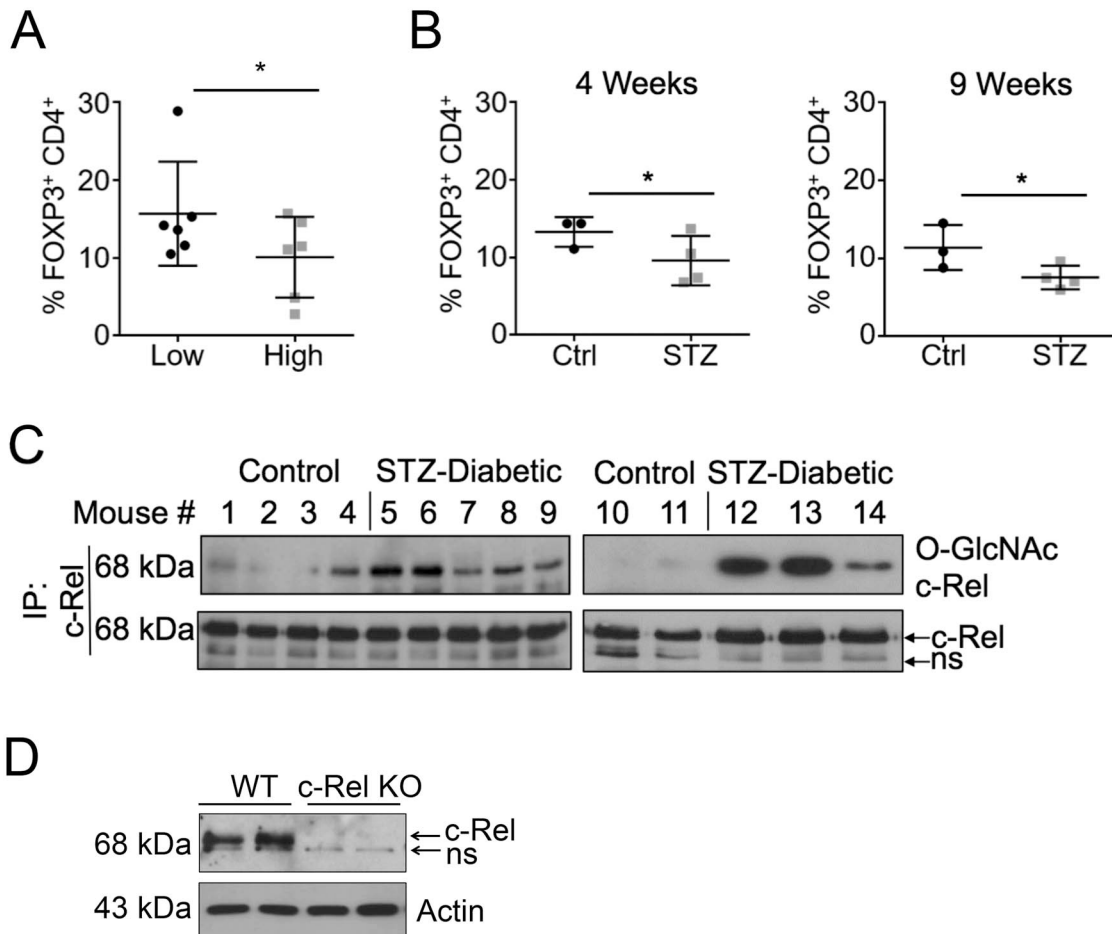 A
*
% FOXP3+ CD4+
30
20
10
0
Low High
B
4 Weeks
*
% FOXP3+ CD4+
30
20
10
0
Ctrl STZ
9 Weeks
*
% FOXP3+ CD4+
30
20
10
0
Ctrl STZ
C
Control STZ-Diabetic Control STZ-Diabetic
Mouse # 1 2 3 4 5 6 7 8 9 10 11 12 13 14
IP:
c-Rel
68 kDa
O-GlcNAc
c-Rel
68 kDa
c-Rel
ns
D
WT c-Rel KO
68 kDa
c-Rel
ns
43 kDa Actin